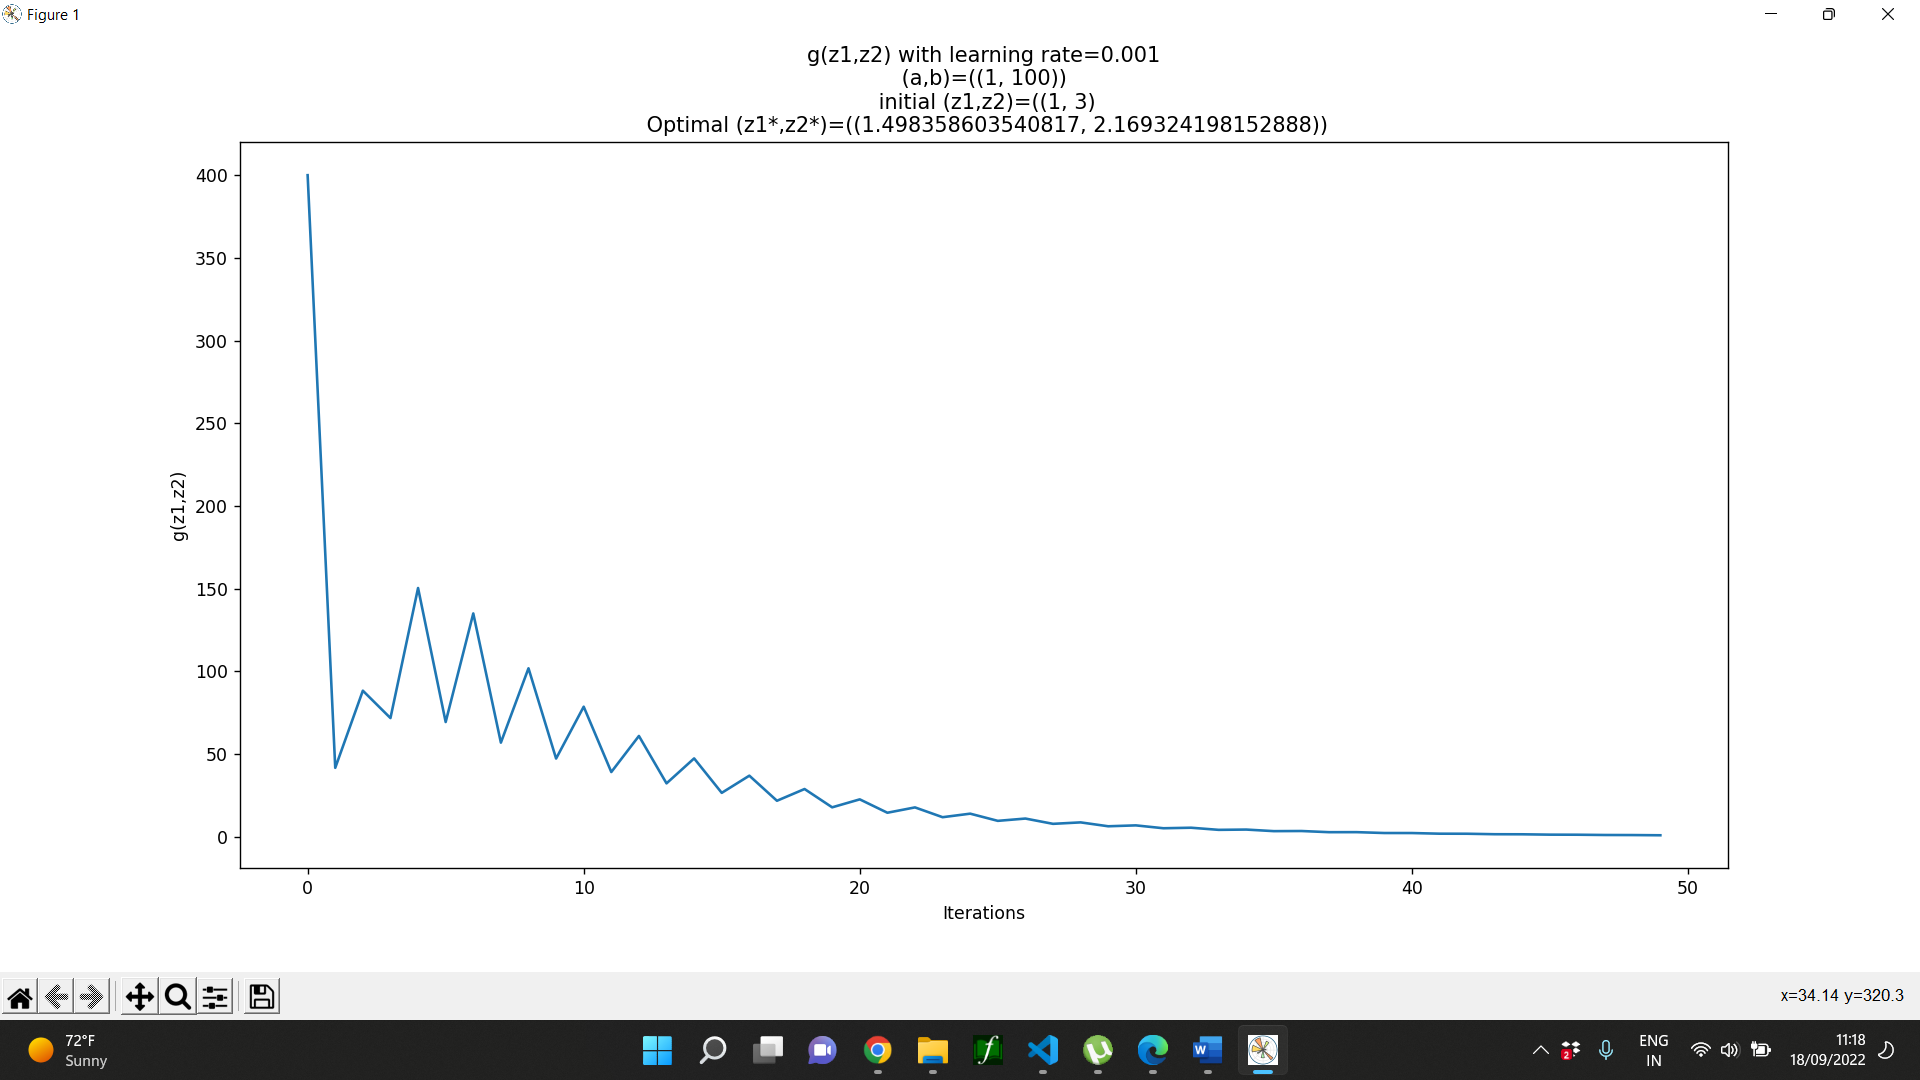 Figure 1
g(z1,z2) with learning rate=0.001
(a,b)=((1, 100))
initial (z1,z2)=((1, 3)
Optimal (z1*,z2*)=((1.498358603540817, 2.169324198152888))
400
350
300
250
200
150
100
50
0
g(z1,z2)
0 10 20 30 40 50
Iterations
x=34.14 y=320.3
72°F
Sunny
f
W
2
ENG
IN
11:18
18/09/2022